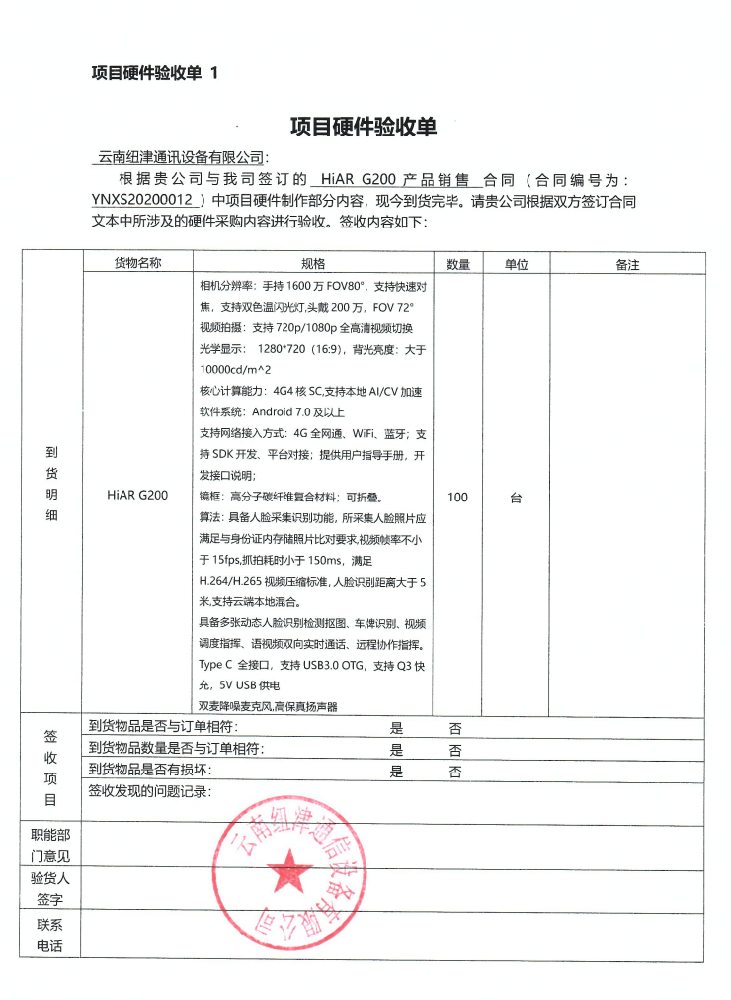 项目硬件验收单 1
项目硬件验收单
云南纽津通讯设备有限公司：
根据贵公司与我司签订的 HiAR G200 产品销售 合同（合同编号为：
YNXS20200012 ）中项目硬件制作部分内容，现今到货完毕。请贵公司根据双方签订合同
文本中所涉及的硬件采购内容进行验收。签收内容如下：
货物名称 规格 数量 单位 备注
到货明细
HiAR G200
相机分辨率：手持 1600 万 FOV80°，支持快速对
焦，支持双色温闪光灯,头戴 200 万，FOV 72°
视频拍摄：支持 720p/1080p 全高清视频切换
光学显示： 1280*720（16:9），背光亮度：大于
10000cd/m^2
核心计算能力：4G4 核 SC,支持本地 AI/CV 加速
软件系统：Android 7.0 及以上
支持网络接入方式：4G 全网通、WiFi、蓝牙；支
持 SDK 开发、平台对接；提供用户指导手册，开
发接口说明；
镜框：高分子碳纤维复合材料；可折叠。
算法：具备人脸采集识别功能，所采集人脸照片应
满足与身份证内存储照片比对要求,视频帧率不小
于 15fps,抓拍耗时小于 150ms，满足
H.264/H.265 视频压缩标准, 人脸识别距离大于 5
米,支持云端本地混合。
具备多张动态人脸识别检测抠图、车牌识别、视频
调度指挥、语视频双向实时通话、远程协作指挥。
Type C 全接口，支持 USB3.0 OTG，支持 Q3 快
充，5V USB 供电
双麦降噪麦克风,高保真扬声器
100
台
签收项目
到货物品是否与订单相符： 是 否
到货物品数量是否与订单相符： 是 否
到货物品是否有损坏： 是 否
签收发现的问题记录：
职能部
门意见
验货人
签字
联系
电话
云南纽津通信设备有限公司